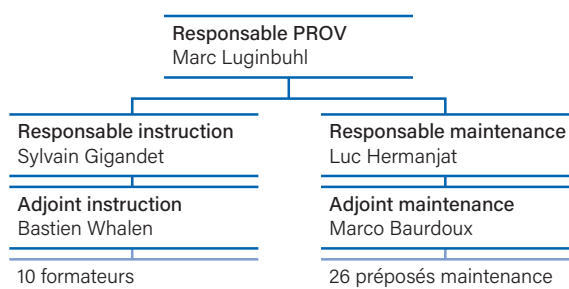 Responsable PROV
Marc Luginbuhl
Responsable instruction
Sylvain Gigandet
Responsable maintenance
Luc Hermanjat
Adjoint instruction
Bastien Whalen
Adjoint maintenance
Marco Baurdoux
10 formateurs
26 préposés maintenance